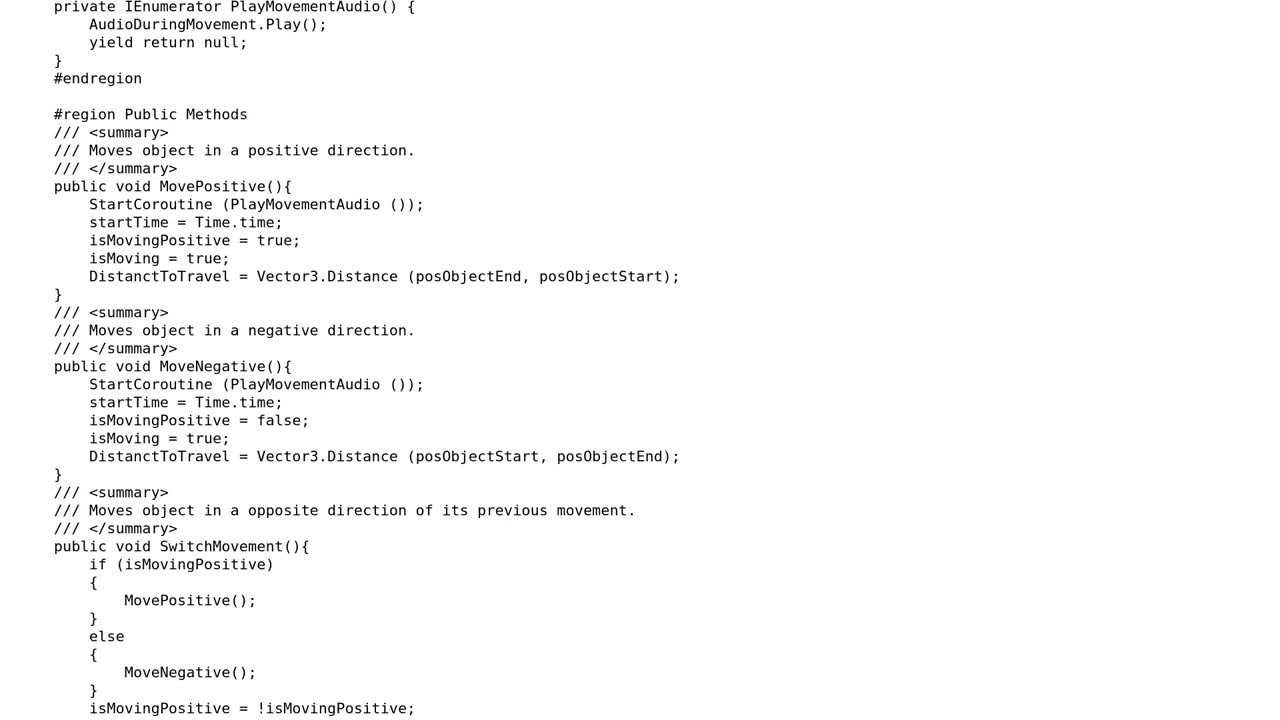 private IEnumerator PlayMovementAudio() {
    AudioDuringMovement.Play();
    yield return null;
}
#endregion

#region Public Methods
/// <summary>
/// Moves object in a positive direction.
/// </summary>
public void MovePositive(){
    StartCoroutine (PlayMovementAudio ());
    startTime = Time.time;
    isMovingPositive = true;
    isMoving = true;
    DistanctToTravel = Vector3.Distance (posObjectEnd, posObjectStart);
}
/// <summary>
/// Moves object in a negative direction.
/// </summary>
public void MoveNegative(){
    StartCoroutine (PlayMovementAudio ());
    startTime = Time.time;
    isMovingPositive = false;
    isMoving = true;
    DistanctToTravel = Vector3.Distance (posObjectStart, posObjectEnd);
}
/// <summary>
/// Moves object in a opposite direction of its previous movement.
/// </summary>
public void SwitchMovement(){
    if (isMovingPositive)
    {
        MovePositive();
    }
    else
    {
        MoveNegative();
    }
    isMovingPositive = !isMovingPositive;